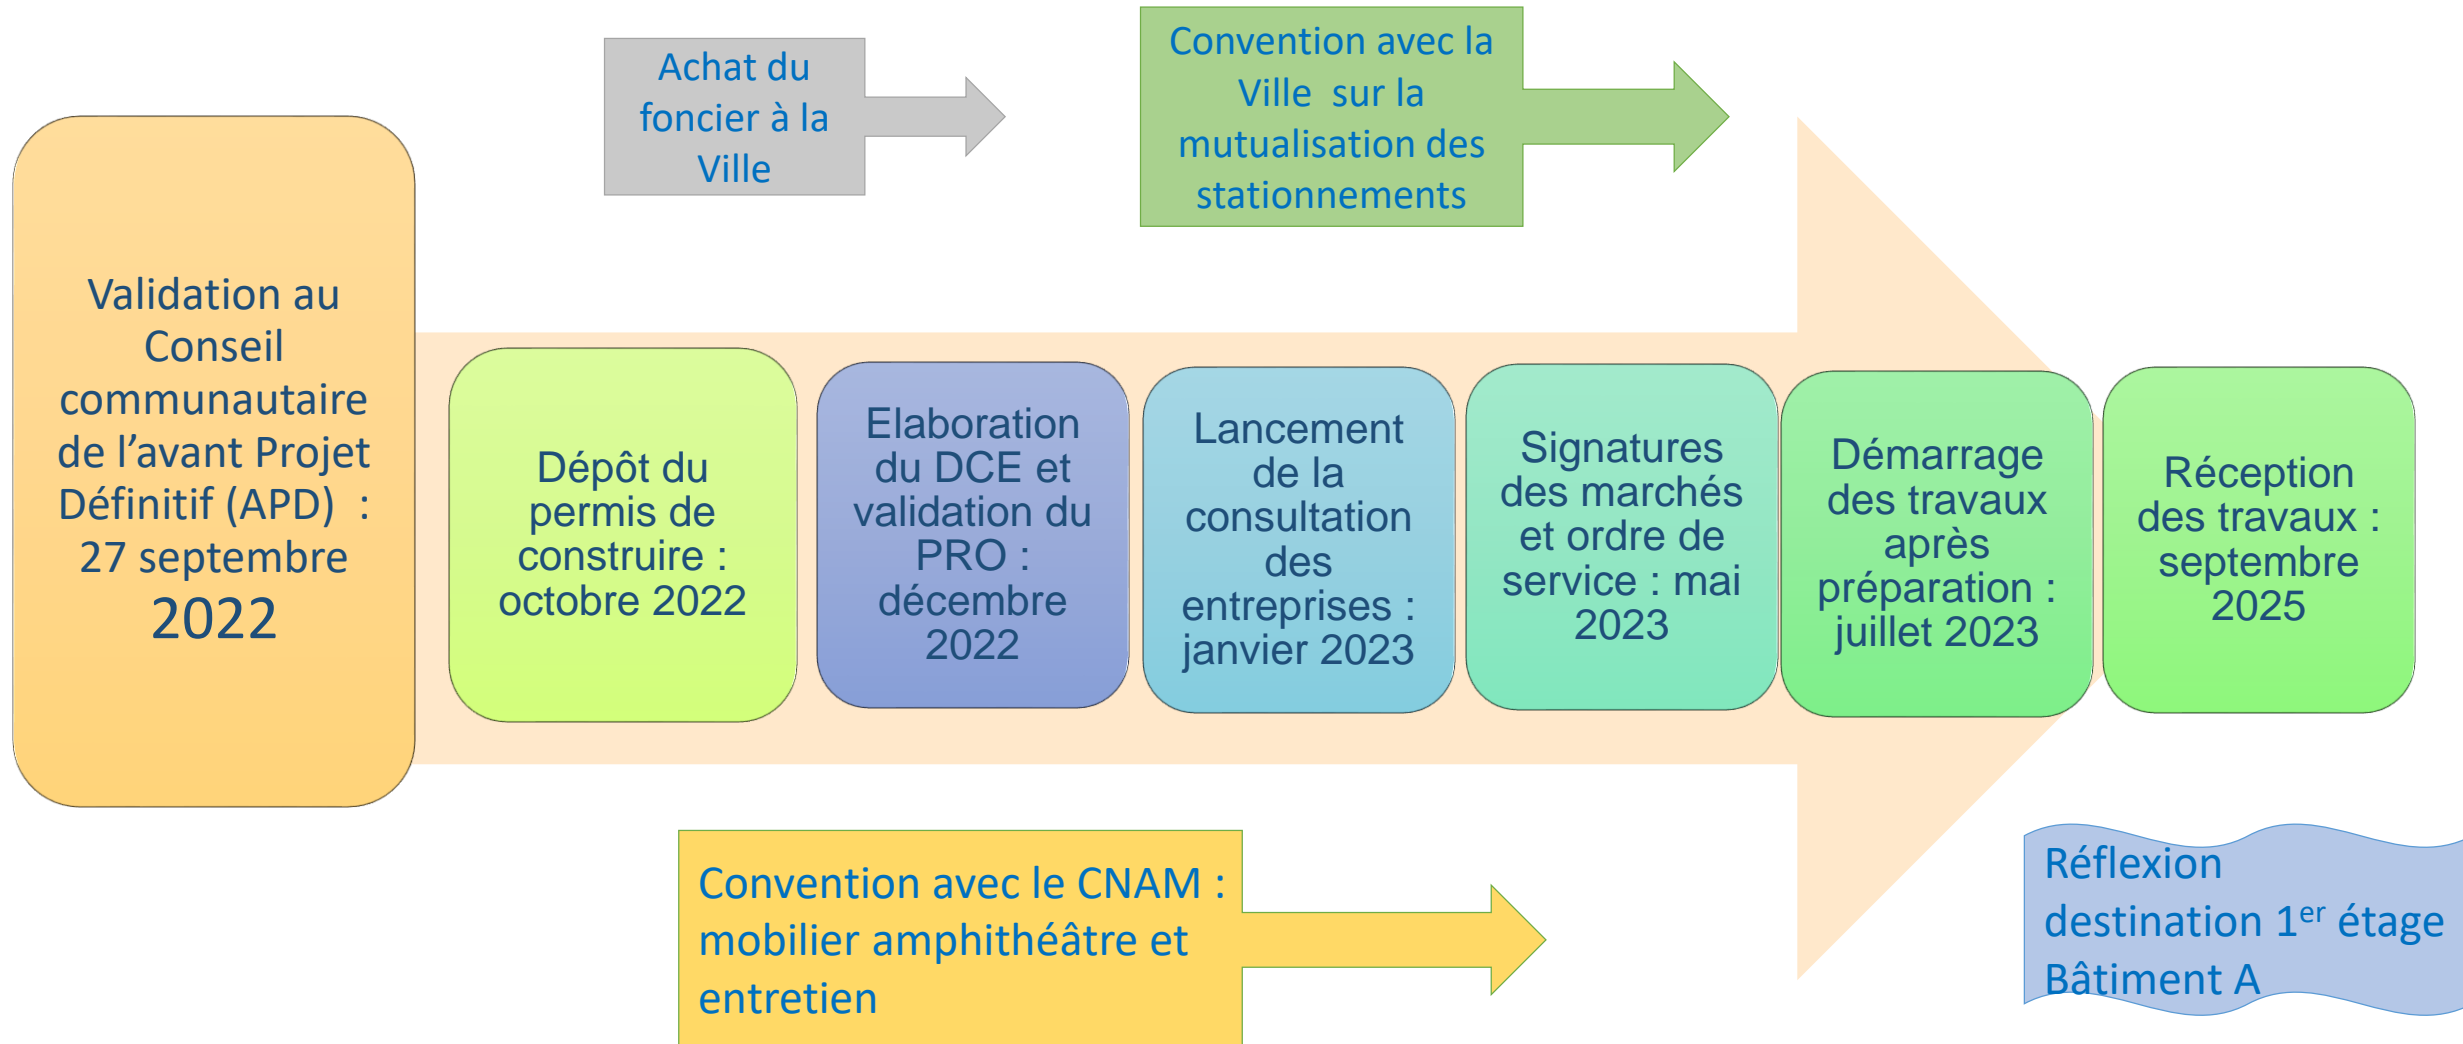 Achat du
foncier à la
Ville
Convention avec la
Ville  sur la
mutualisation des
stationnements
Validation au
Conseil
communautaire
de l’avant Projet
Définitif (APD)  :
27 septembre
2022
Dépôt du
permis de
construire :
octobre 2022
Elaboration
du DCE et
validation du
PRO :
décembre
2022
Lancement
de la
consultation
des
entreprises :
janvier 2023
Signatures
des marchés
et ordre de
service : mai
2023
Démarrage
des travaux
après
préparation :
juillet 2023
Réception
des travaux :
septembre
2025
Convention avec le CNAM :
mobilier amphithéâtre et
entretien
Réflexion
destination 1er étage
Bâtiment A